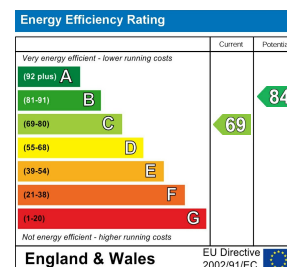 Energy Efficiency Rating
Current Potentia
Very energy efficient - lower running costs
(92 plus) A
(81-91) B 84
(69-80) C 69
(55-68) D
(39-54) E
(21-38) F
(1-20) G
Not energy efficient - higher running costs
England & Wales
EU Directive
2002/91/EC